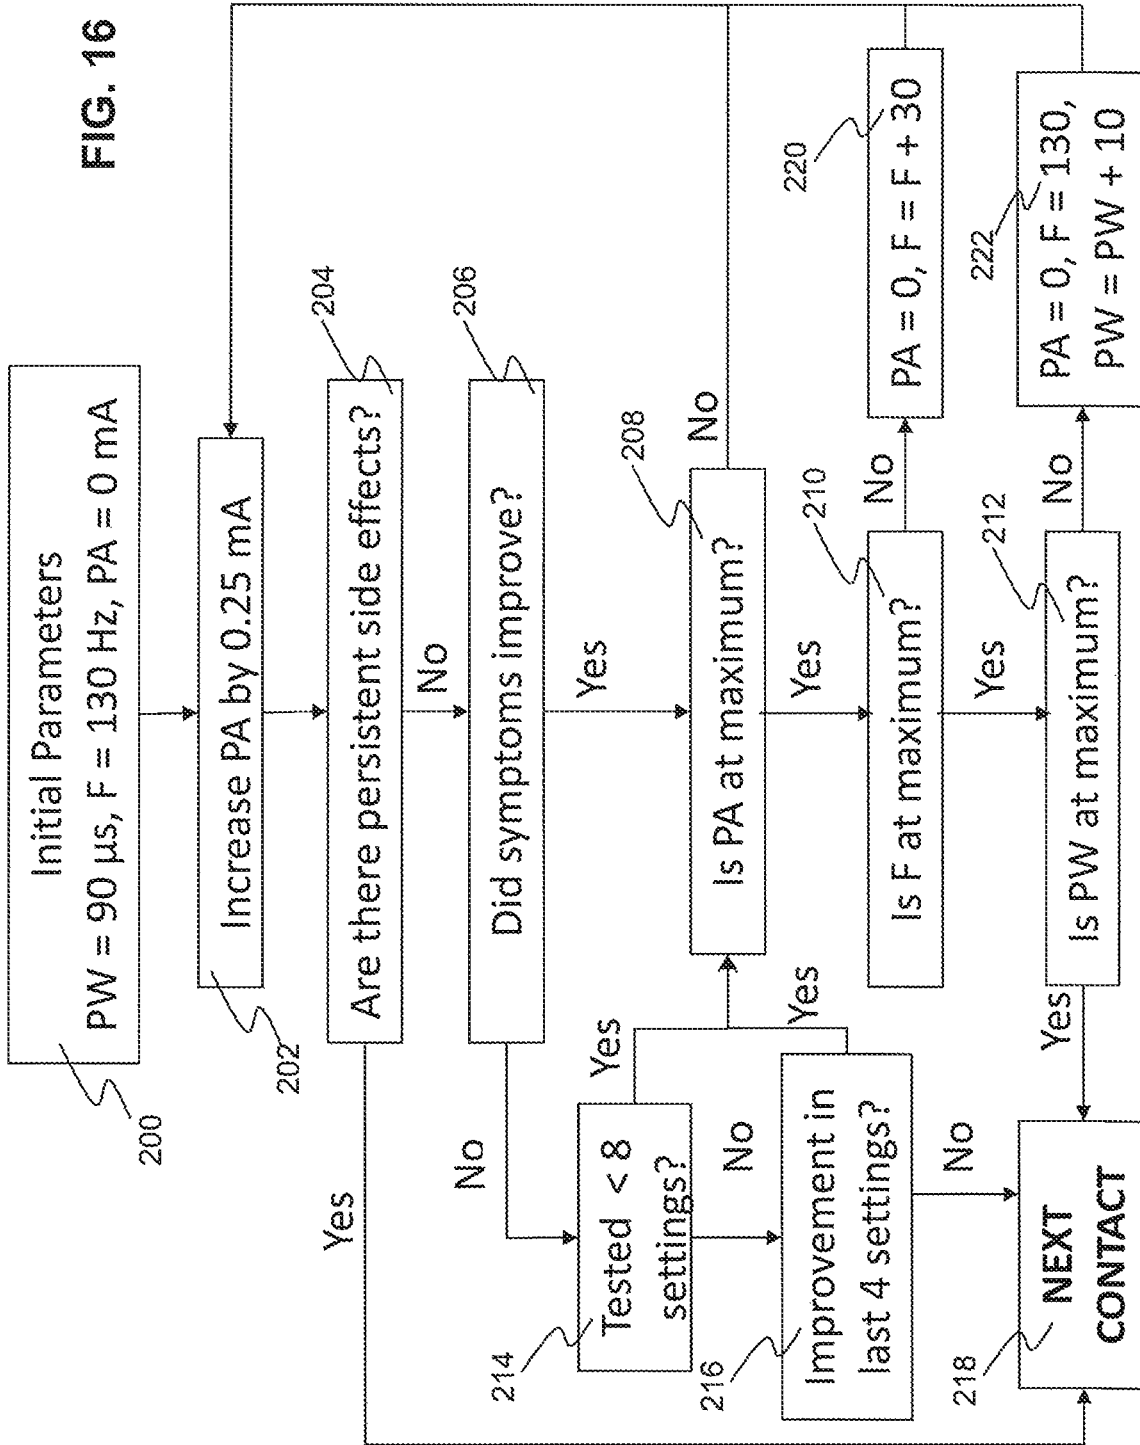 FIG. 16
Initial Parameters
PW = 90 µs, F = 130 Hz, PA = 0 mA
200
Increase PA by 0.25 mA
202
Are there persistent side effects?
204
Yes
No
Did symptoms improve?
206
No
Yes
Tested < 8
settings?
214
Yes
No
Improvement in
last 4 settings?
216
Yes
No
Is PA at maximum?
208
No
Yes
Is F at maximum?
210
No
Yes
PA = 0, F = F + 30
220
Is PW at maximum?
212
Yes
No
PA = 0, F = 130,
PW = PW + 10
222
NEXT
CONTACT
218